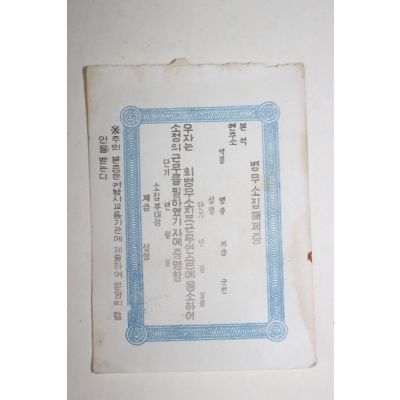 병무소집해제증
본적
현주소
역종 병종 계급 군번
성명
단기 년 월 일생
우자는 회병무소집(근무연습)에 응소하여
소정의 근무를 필하였기 자에 증명함
단기 년 월 일
소집부대장
계급 성명
※주의 본증은 귀향시 교통기관에 제출하여 운임의 할
인을 받는다